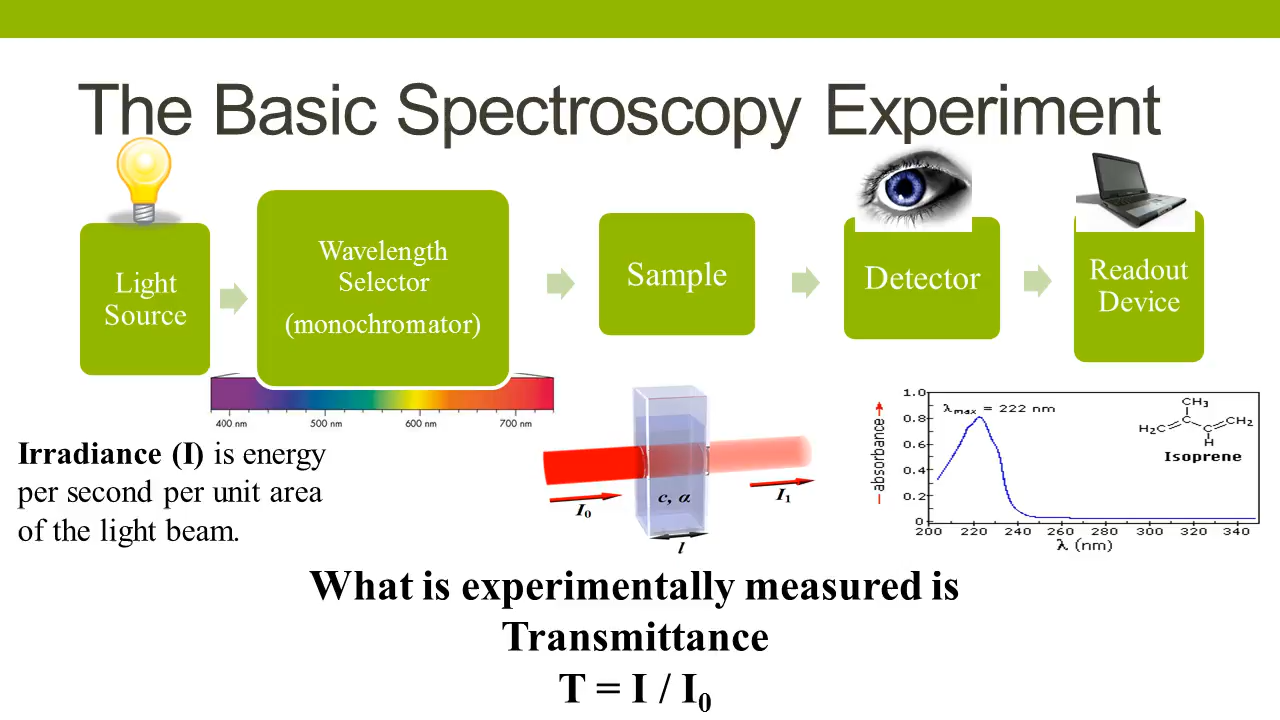 The Basic Spectroscopy Experiment
Light
Source
Wavelength
Selector
(monochromator)
Sample
Detector
Readout
Device
400 nm 500 nm 600 nm 700 nm
Irradiance (I) is energy
per second per unit area
of the light beam.
I₀
c, α
I₁
l
absorbance
1.0
0.8
0.6
0.4
0.2
0
200 220 240 260 280 300 320 340
λ (nm)
λmax = 222 nm
CH₃
H₂C C C CH₂
H
Isoprene
What is experimentally measured is
Transmittance
T = I / I₀